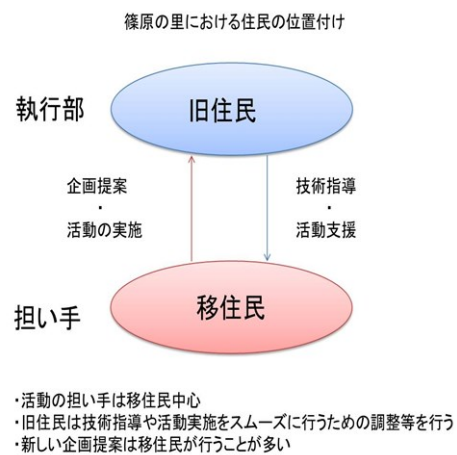 篠原の里における住民の位置付け
執行部
旧住民
企画提案
・
活動の実施
技術指導
・
活動支援
担い手
移住民
・活動の担い手は移住民中心
・旧住民は技術指導や活動実施をスムーズに行うための調整等を行う
・新しい企画提案は移住民が行うことが多い